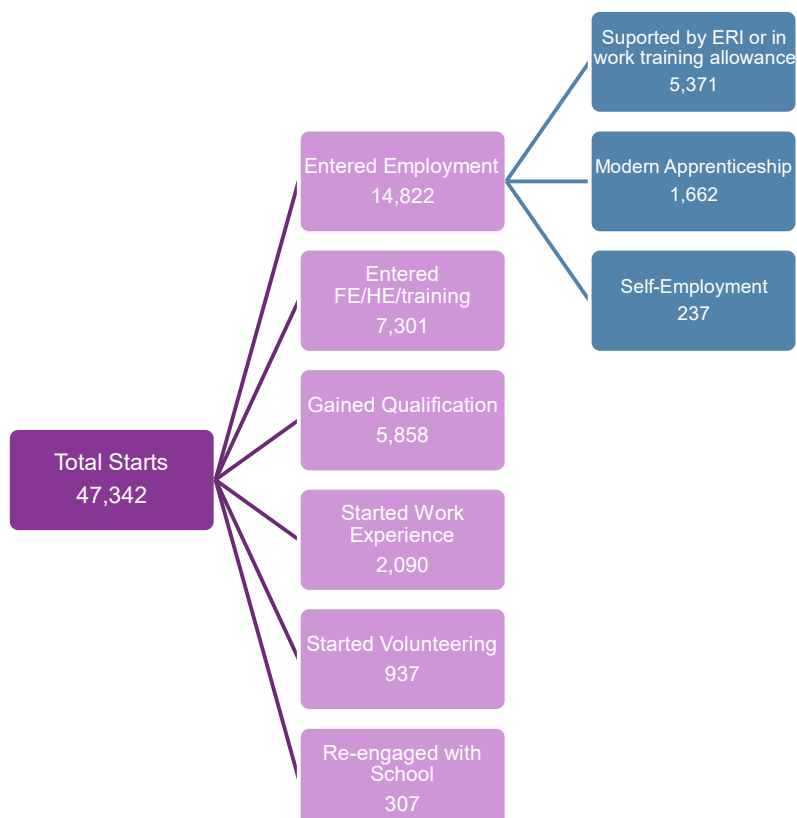 Suported by ERI or in
work training allowance
5,371
Entered Employment
14,822
Modern Apprenticeship
1,662
Entered
FE/HE/training
7,301
Self-Employment
237
Gained Qualification
5,858
Total Starts
47,342
Started Work
Experience
2,090
Started Volunteering
937
Re-engaged with
School
307